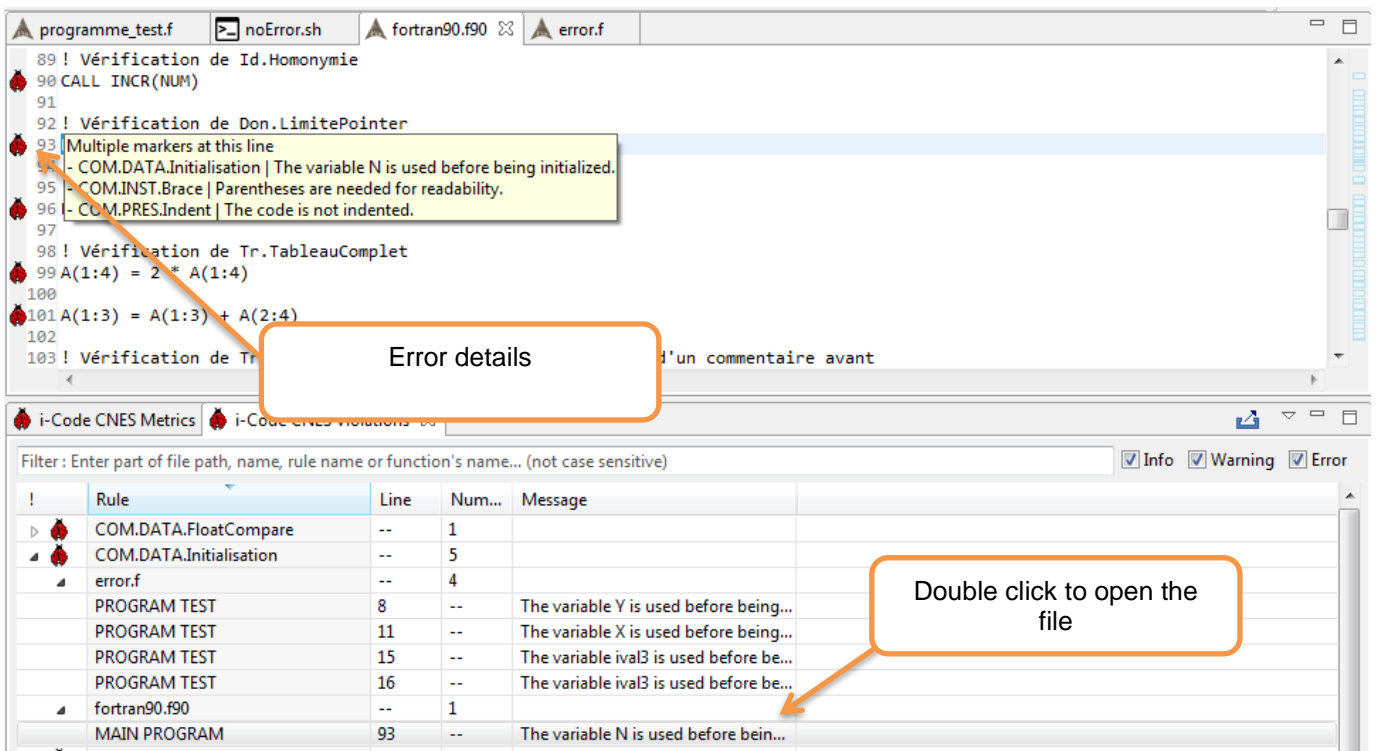 programme_test.f noError.sh fortran90.f90 error.f
89 ! Vérification de Id.Homonymie
90 CALL INCR(NUM)
91
92 ! Vérification de Don.LimitePointer
93 Multiple markers at this line
- COM.DATA.Initialisation | The variable N is used before being initialized.
95 - COM.INST.Brace | Parentheses are needed for readability.
96 - COM.PRES.Indent | The code is not indented.
97
98 ! Vérification de Tr.TableauComplet
99 A(1:4) = 2 * A(1:4)
100
101 A(1:3) = A(1:3) + A(2:4)
102
103 ! Vérification de d'un commentaire avant
Error details
i-Code CNES Metrics i-Code CNES Violations
Filter : Enter part of file path, name, rule name or function's name... (not case sensitive) Info Warning Error
! Rule Line Num... Message
COM.DATA.FloatCompare -- 1
COM.DATA.Initialisation -- 5
error.f -- 4
PROGRAM TEST 8 -- The variable Y is used before being...
PROGRAM TEST 11 -- The variable X is used before being...
PROGRAM TEST 15 -- The variable ival3 is used before be...
PROGRAM TEST 16 -- The variable ival3 is used before be...
fortran90.f90 -- 1
MAIN PROGRAM 93 -- The variable N is used before bein...
Double click to open the
file